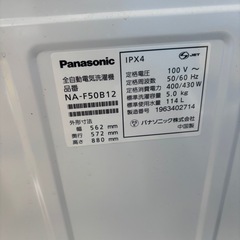 Panasonic
全自動電気洗濯機
品番
NA-F50B12
外形寸法
幅 562 mm
奥行 572 mm
高さ 880 mm
IPX4
JET
定格電圧 100 V〜
定格周波数 50/60 Hz
定格消費電力 400/430 W
標準洗濯容量 5.0 kg
標準使用水量 114 L
製造番号 1963402714
パナソニック株式会社
中国製